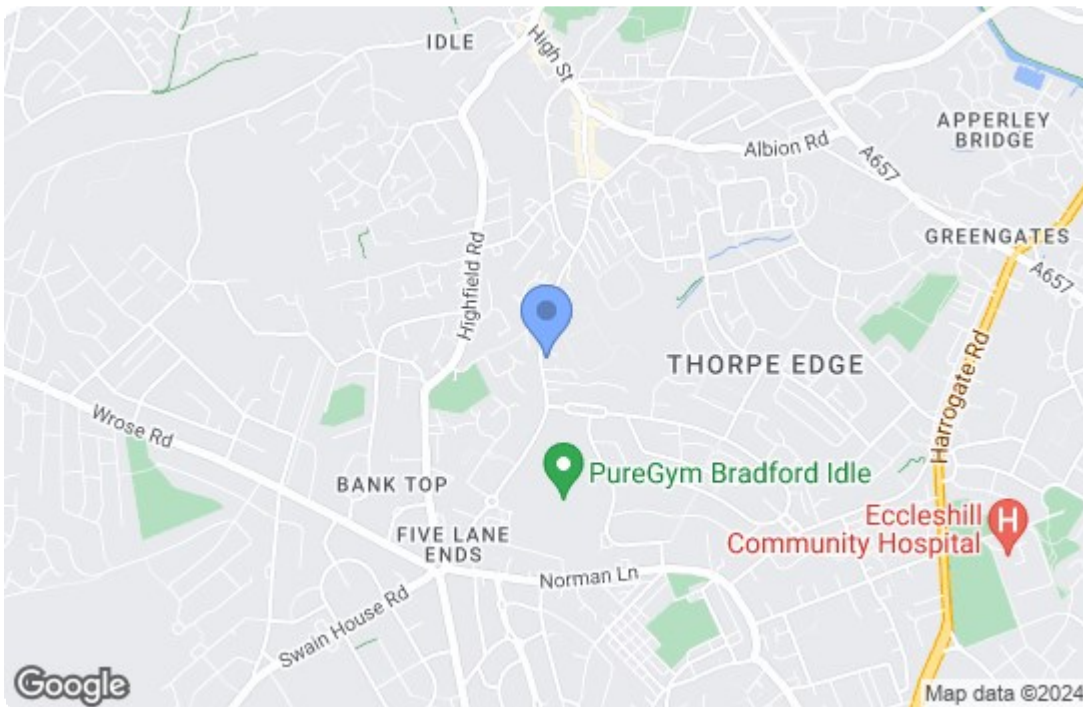 IDLE
High St
APPERLEY
BRIDGE
Albion Rd
A657
GREENGATES
A657
Highfield Rd
THORPE EDGE
Harrogate Rd
Wrose Rd
PureGym Bradford Idle
BANK TOP
Eccleshill
Community Hospital
H
FIVE LANE
ENDS
Norman Ln
Swain House Rd
Google
Map data ©2024